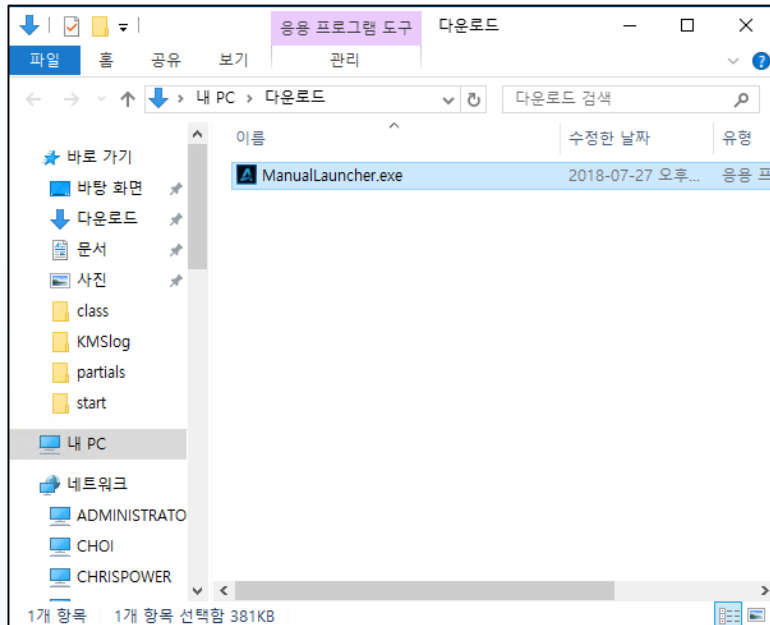 응용 프로그램 도구 다운로드
파일 홈 공유 보기 관리
내 PC > 다운로드 다운로드 검색
이름 수정한 날짜 유형
바로 가기
바탕 화면
다운로드
문서
사진
class
KMSlog
partials
start
내 PC
네트워크
ADMINISTRATO
CHOI
CHRISPOWER
ManualLauncher.exe 2018-07-27 오후... 응용 프
1개 항목 1개 항목 선택함 381KB